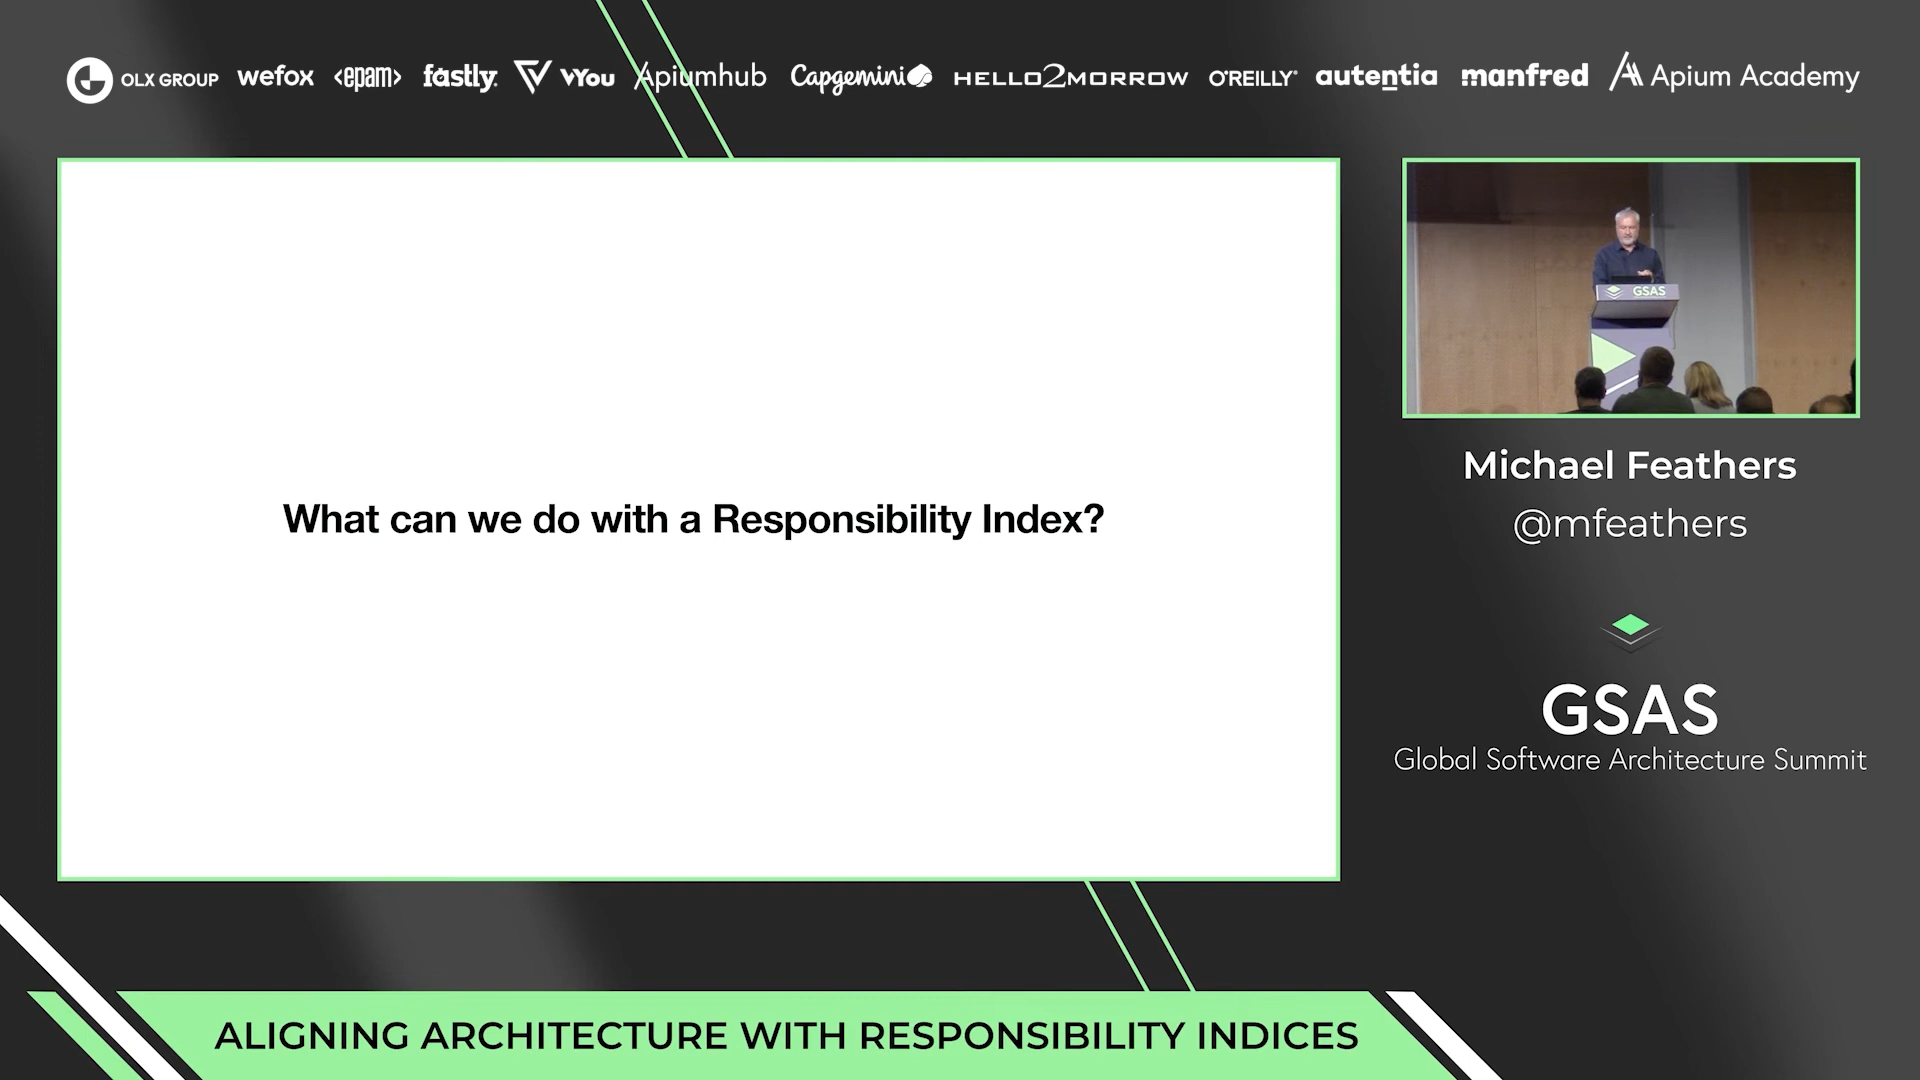 OLX GROUP wefox <epam> fastly VYou Apiumhub Capgemini HELLO2MORROW O'REILLY® autentia manfred Apium Academy
What can we do with a Responsibility Index?
GSAS
Michael Feathers
@mfeathers
GSAS
Global Software Architecture Summit
ALIGNING ARCHITECTURE WITH RESPONSIBILITY INDICES